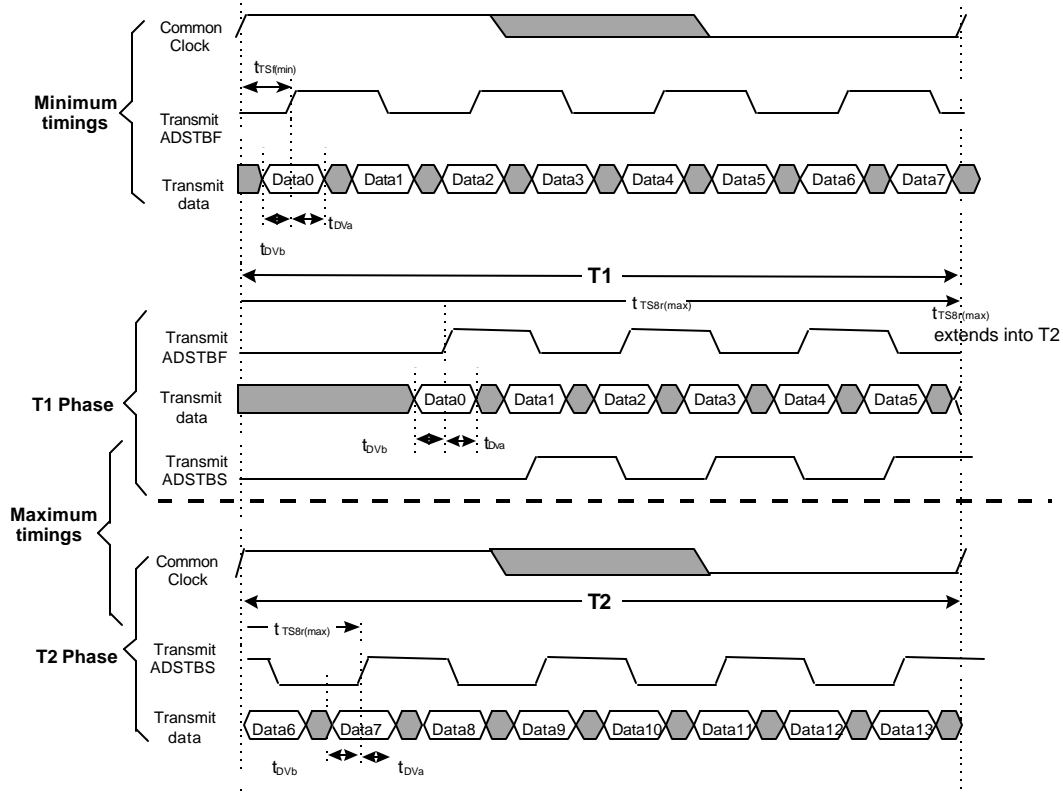 Common
Clock
tTSf(min)
Minimum
timings
Transmit
ADSTBF
Transmit
data
Data0 Data1 Data2 Data3 Data4 Data5 Data6 Data7
tDVa
tDVb
T1
tTS8r(max)
tTS8r(max)
extends into T2
Transmit
ADSTBF
T1 Phase
Transmit
data
Data0 Data1 Data2 Data3 Data4 Data5
tDVb
tDva
Transmit
ADSTBS
Maximum
timings
Common
Clock
T2
tTS8r(max)
T2 Phase
Transmit
ADSTBS
Transmit
data
Data6 Data7 Data8 Data9 Data10 Data11 Data12 Data13
tDVb
tDVa